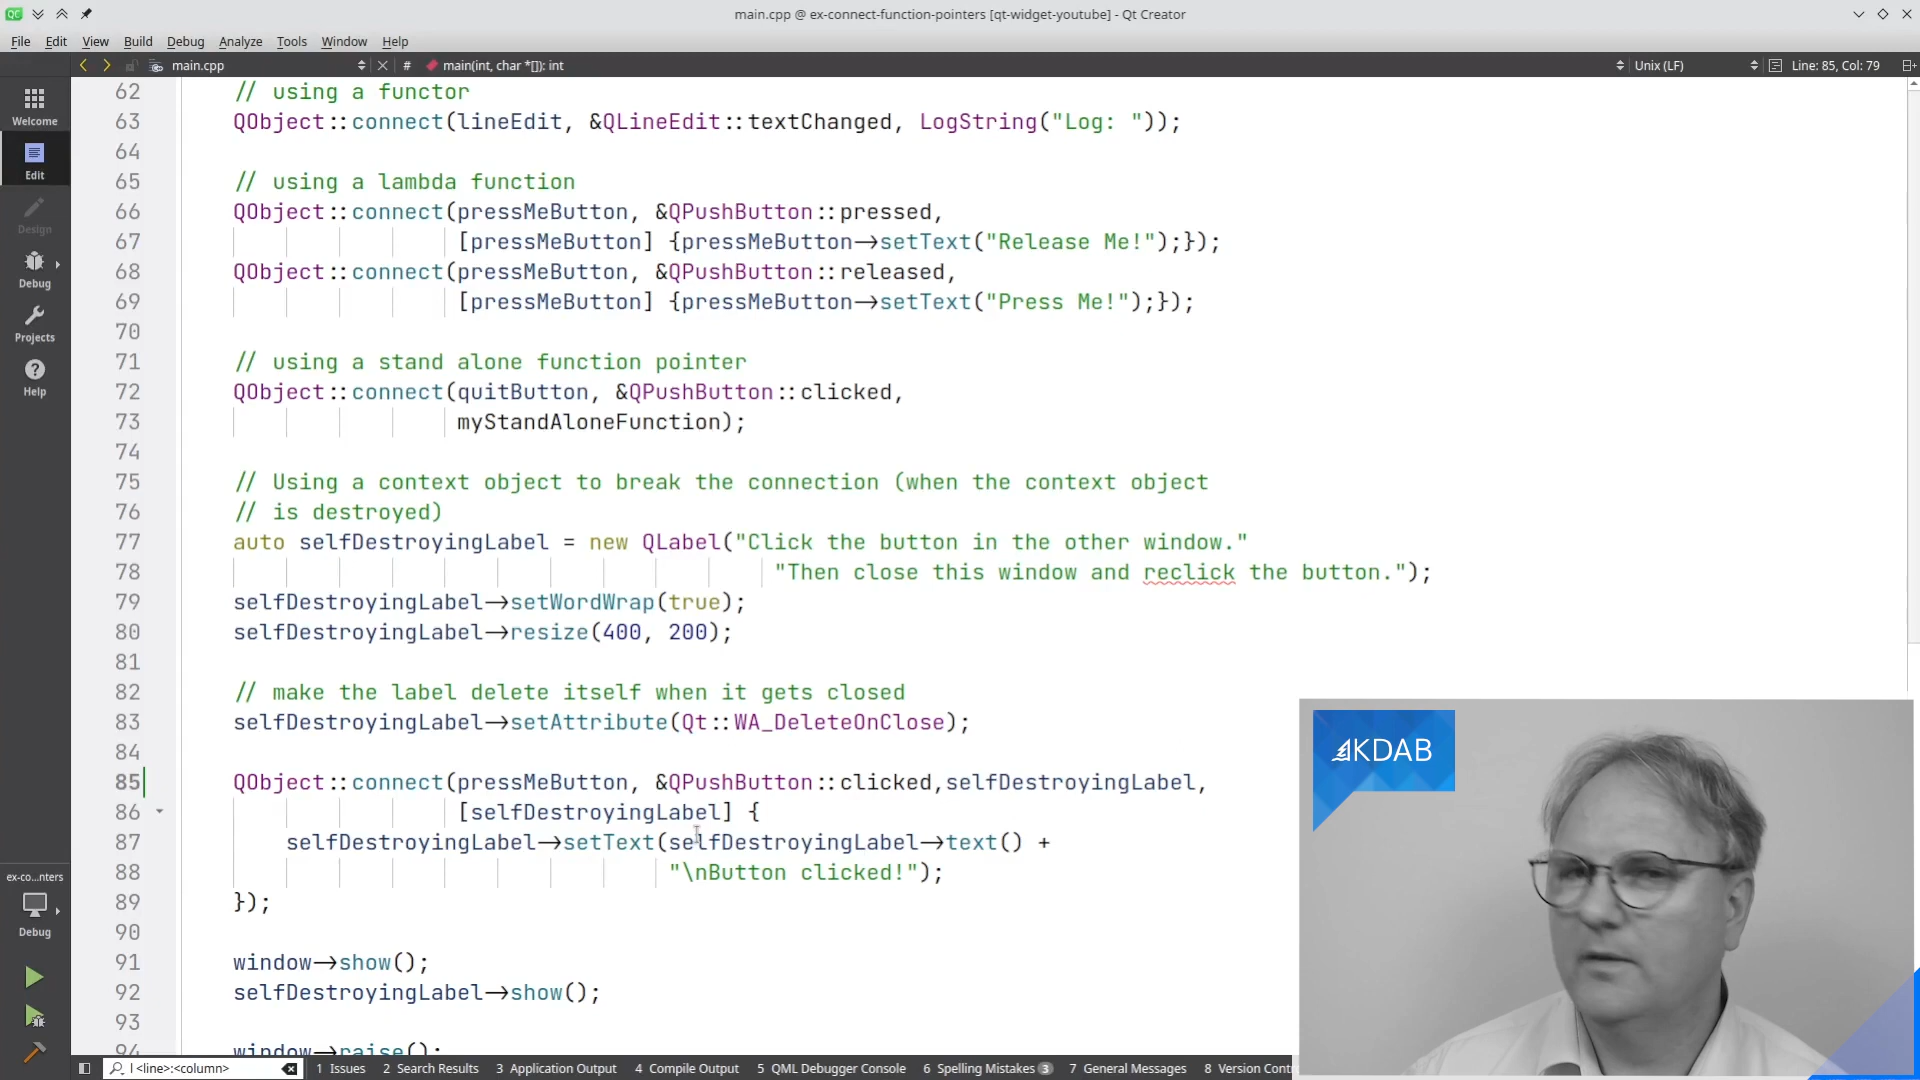 main.cpp @ ex-connect-function-pointers [qt-widget-youtube] - Qt Creator
File Edit View Build Debug Analyze Tools Window Help
main.cpp # main(int, char *[]): int Unix (LF) Line: 85, Col: 79
Welcome
Edit
Design
Debug
Projects
Help
62 // using a functor
63 QObject::connect(lineEdit, &QLineEdit::textChanged, LogString("Log: "));
64
65 // using a lambda function
66 QObject::connect(pressMeButton, &QPushButton::pressed,
67 [pressMeButton] {pressMeButton->setText("Release Me!");});
68 QObject::connect(pressMeButton, &QPushButton::released,
69 [pressMeButton] {pressMeButton->setText("Press Me!");});
70
71 // using a stand alone function pointer
72 QObject::connect(quitButton, &QPushButton::clicked,
73 myStandAloneFunction);
74
75 // Using a context object to break the connection (when the context object
76 // is destroyed)
77 auto selfDestroyingLabel = new QLabel("Click the button in the other window."
78 "Then close this window and reclick the button.");
79 selfDestroyingLabel->setWordWrap(true);
80 selfDestroyingLabel->resize(400, 200);
81
82 // make the label delete itself when it gets closed
83 selfDestroyingLabel->setAttribute(Qt::WA_DeleteOnClose);
84
85 QObject::connect(pressMeButton, &QPushButton::clicked,selfDestroyingLabel,
86 [selfDestroyingLabel] {
87 selfDestroyingLabel->setText(selfDestroyingLabel->text() +
88 "\nButton clicked!");
89 });
90
91 window->show();
92 selfDestroyingLabel->show();
93
94 window->raise();
KDAB
ex-co...nters
Debug
l <line>:<column> 1 Issues 2 Search Results 3 Application Output 4 Compile Output 5 QML Debugger Console 6 Spelling Mistakes 3 7 General Messages 8 Version Cont